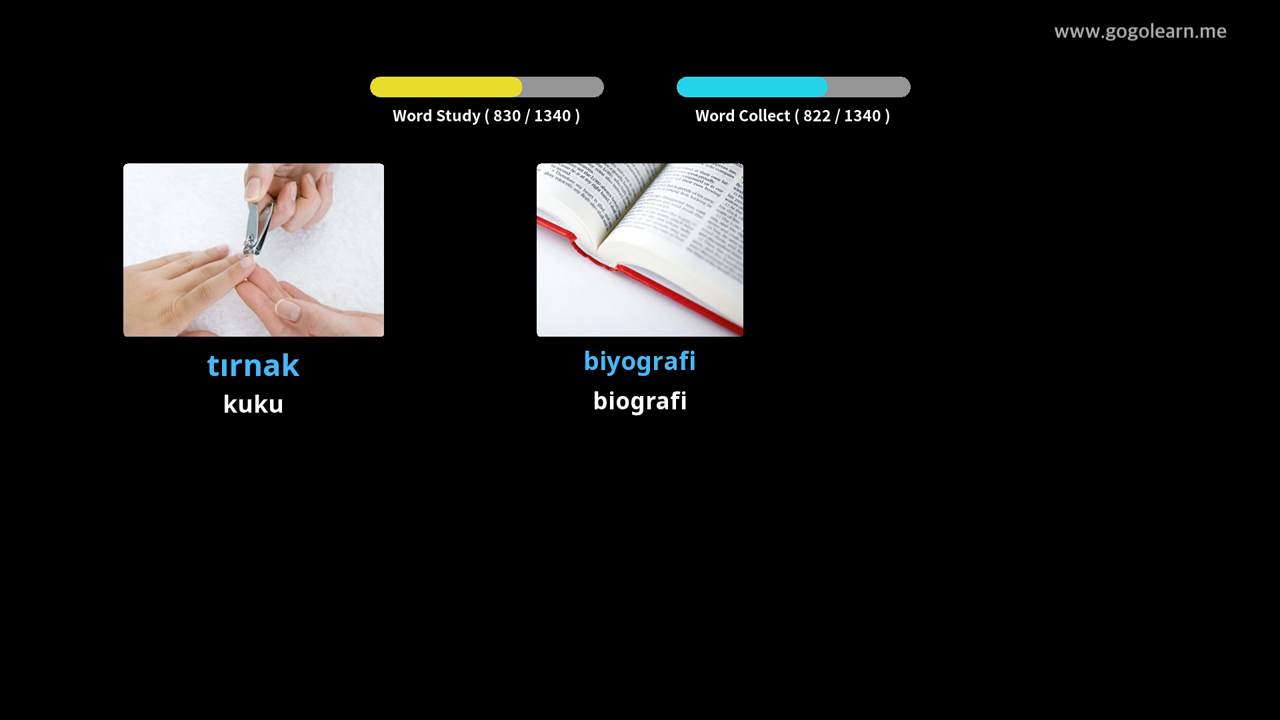 www.gogolearn.me
Word Study ( 830 / 1340 )
Word Collect ( 822 / 1340 )
tırnak
kuku
biyografi
biografi